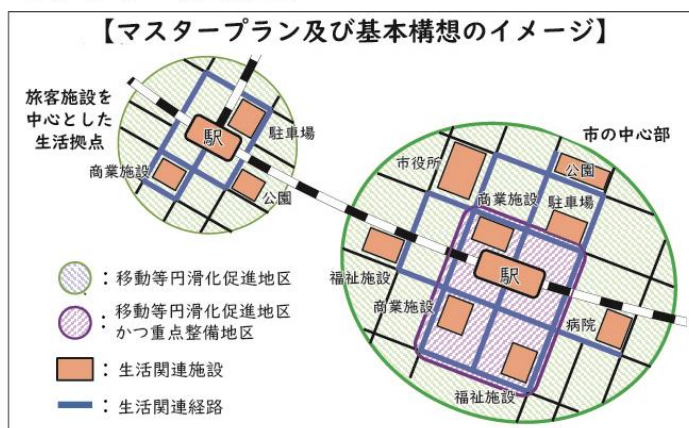 【マスタープラン及び基本構想のイメージ】
旅客施設を
中心とした
生活拠点
駅
駐車場
商業施設
公園
市の中心部
市役所
公園
商業施設
駐車場
福祉施設
駅
商業施設
病院
福祉施設
：移動等円滑化促進地区
：移動等円滑化促進地区
かつ重点整備地区
：生活関連施設
：生活関連経路